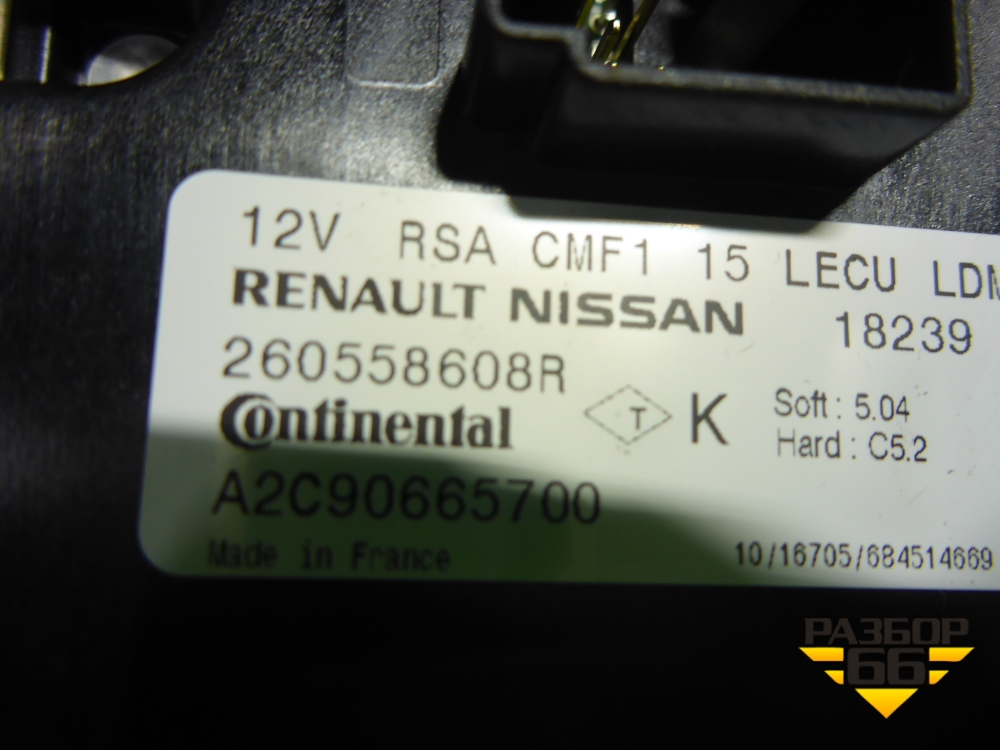 12V RSA CMF1 15 LECU
RENAULT NISSAN 18239
260558608R
Continental T K Soft : 5.04
Hard : C5.2
A2C90665700
Made in France 10/16705/684514669
РАЗБОР
66